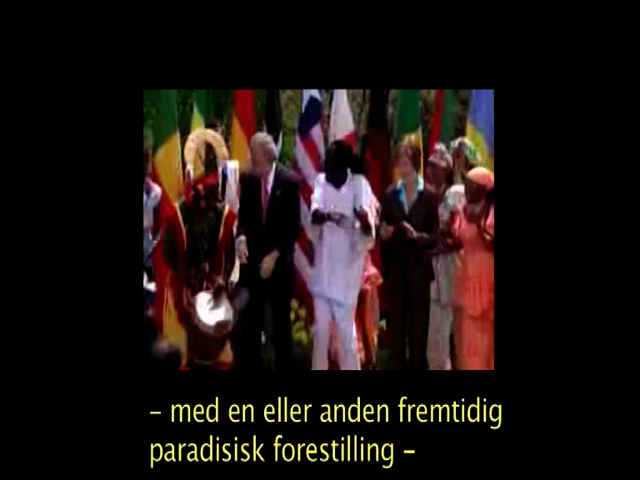 – med en eller anden fremtidig
paradisisk forestilling –